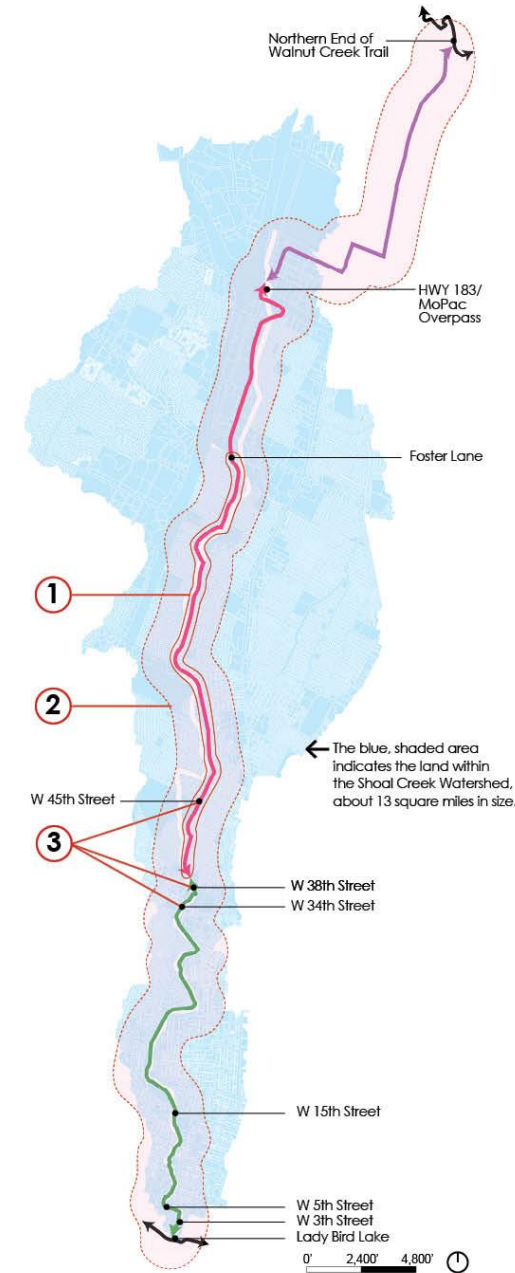 Northern End of
Walnut Creek Trail
HWY 183/
MoPac
Overpass
Foster Lane
1
2
The blue, shaded area
indicates the land within
the Shoal Creek Watershed,
about 13 square miles in size.
W 45th Street
3
W 38th Street
W 34th Street
W 15th Street
W 5th Street
W 3th Street
Lady Bird Lake
0' 2,400' 4,800'